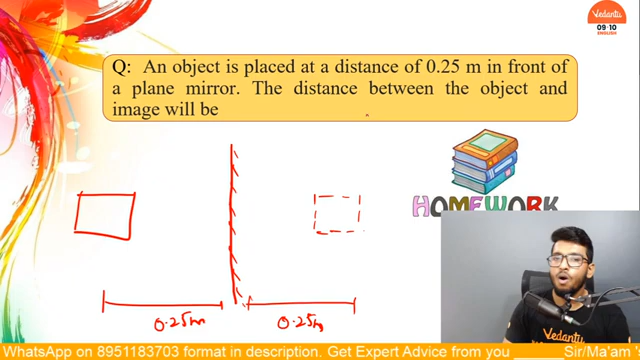 Vedantu
09·10
ENGLISH
Q: An object is placed at a distance of 0.25 m in front of
a plane mirror. The distance between the object and
image will be
HOMEWORK
0.25m
0.25m
Vedantu
WhatsApp on 8951183703 format in description. Get Expert Advice from you
Sir/Ma'am